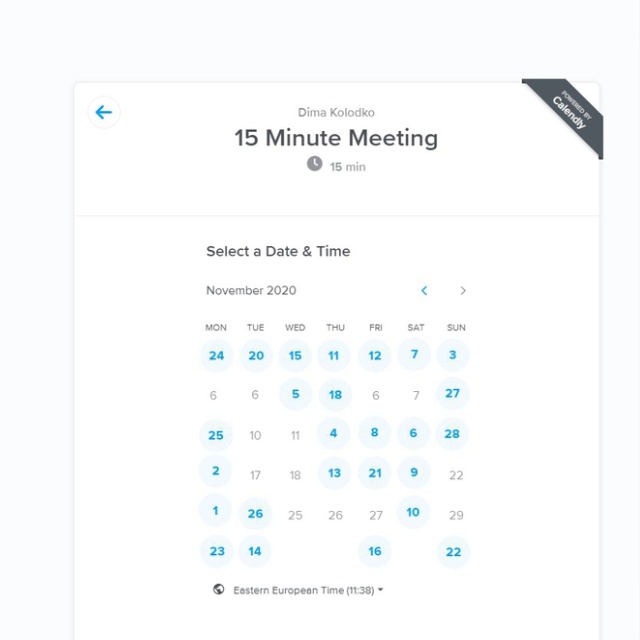 POWERED BY
Calendly
Dima Kolodko
15 Minute Meeting
15 min
Select a Date & Time
November 2020
MON TUE WED THU FRI SAT SUN
24 20 15 11 12 7 3
6 6 5 18 6 7 27
25 10 11 4 8 6 28
2 17 18 13 21 9 22
1 26 25 26 27 10 29
23 14 16 22
Eastern European Time (11:38)